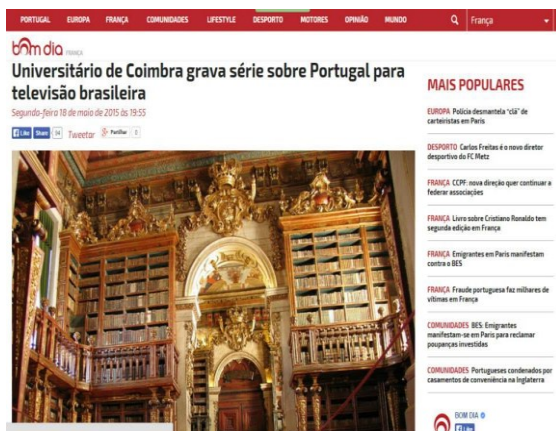 PORTUGAL EUROPA FRANÇA COMUNIDADES LIFESTYLE DESPORTO MOTORES OPINIÃO MUNDO França
bOm dia FRANÇA
Universitário de Coimbra grava série sobre Portugal para
televisão brasileira
Segunda-feira 18 de maio de 2015 às 19:55
Like Share 64 Tweetar Partilhar 0
MAIS POPULARES
EUROPA Polícia desmantela "clã" de
carteiristas em Paris
DESPORTO Carlos Freitas é o novo diretor
desportivo do FC Metz
FRANÇA CCPF: nova direção quer continuar a
federar associações
FRANÇA Livro sobre Cristiano Ronaldo tem
segunda edição em França
FRANÇA Emigrantes em Paris manifestam
contra o BES
FRANÇA Fraude portuguesa faz milhares de
vítimas em França
COMUNIDADES BES: Emigrantes
manifestam-se em Paris para reclamar
poupanças investidas
COMUNIDADES Portugueses condenados por
casamentos de conveniência na Inglaterra
BOM DIA
Like